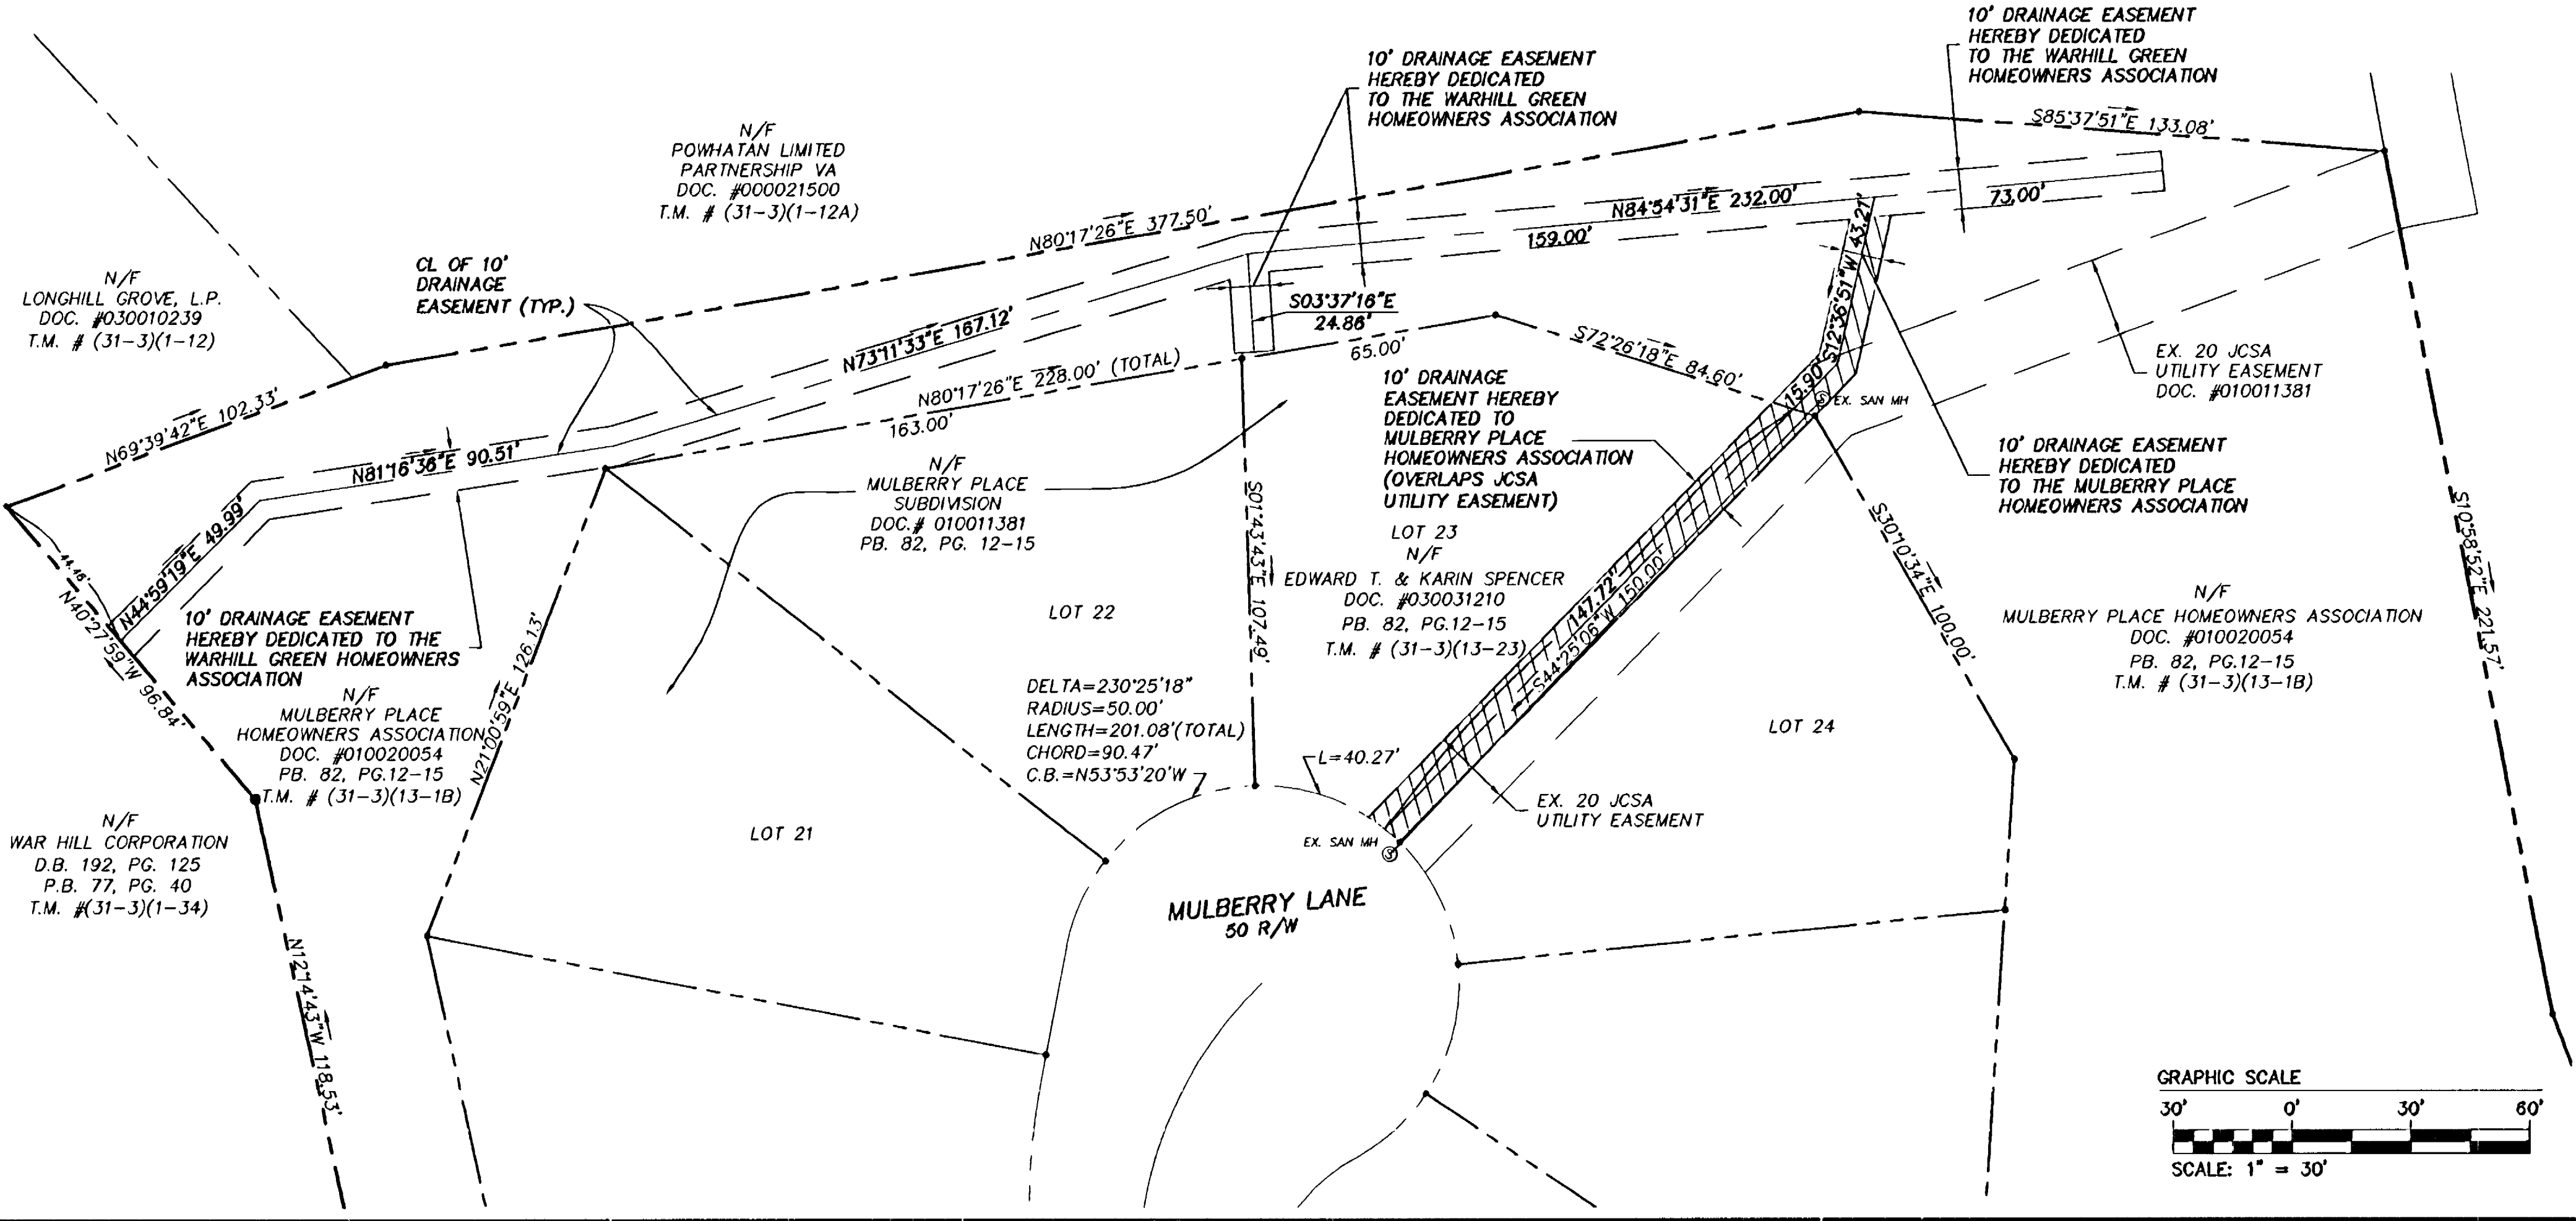 10' DRAINAGE EASEMENT
HEREBY DEDICATED
TO THE WARHILL GREEN
HOMEOWNERS ASSOCIATION
10' DRAINAGE EASEMENT
HEREBY DEDICATED
TO THE WARHILL GREEN
HOMEOWNERS ASSOCIATION
S85°37'51"E 133.08'
N/F
POWHATAN LIMITED
PARTNERSHIP VA
DOC. #000021500
T.M. # (31-3)(1-12A)
N80°17'26"E 377.50'
N84°54'31"E 232.00'
73.00'
159.00'
S12°36'51"W 43.21'
N/F
LONGHILL GROVE, L.P.
DOC. #030010239
T.M. # (31-3)(1-12)
CL OF 10'
DRAINAGE
EASEMENT (TYP.)
S03°37'16"E
24.86'
N73°11'33"E 167.12'
65.00'
S72°26'18"E 84.60'
15.90'
EX. SAN MH
EX. 20 JCSA
UTILITY EASEMENT
DOC. #010011381
N80°17'26"E 228.00' (TOTAL)
163.00'
N69°39'42"E 102.33'
N81°16'36"E 90.51'
10' DRAINAGE
EASEMENT HEREBY
DEDICATED TO
MULBERRY PLACE
HOMEOWNERS ASSOCIATION
(OVERLAPS JCSA
UTILITY EASEMENT)
10' DRAINAGE EASEMENT
HEREBY DEDICATED
TO THE MULBERRY PLACE
HOMEOWNERS ASSOCIATION
N/F
MULBERRY PLACE
SUBDIVISION
DOC.# 010011381
PB. 82, PG. 12-15
N44°59'19"E 49.99'
44.46'
N40°27'59"W 96.84'
10' DRAINAGE EASEMENT
HEREBY DEDICATED TO THE
WARHILL GREEN HOMEOWNERS
ASSOCIATION
N/F
MULBERRY PLACE
HOMEOWNERS ASSOCIATION
DOC. #010020054
PB. 82, PG.12-15
T.M. # (31-3)(13-1B)
N21°00'59"E 126.13'
LOT 22
S01°43'43"E 107.49'
LOT 23
N/F
EDWARD T. & KARIN SPENCER
DOC. #030031210
PB. 82, PG.12-15
T.M. # (31-3)(13-23)
147.72'
S44°25'06"W 150.00'
S30°10'34"E 100.00'
N/F
MULBERRY PLACE HOMEOWNERS ASSOCIATION
DOC. #010020054
PB. 82, PG.12-15
T.M. # (31-3)(13-1B)
S10°58'52"E 221.57'
DELTA=230°25'18"
RADIUS=50.00'
LENGTH=201.08'(TOTAL)
CHORD=90.47'
C.B.=N53°53'20'W
L=40.27'
LOT 24
EX. 20 JCSA
UTILITY EASEMENT
N/F
WAR HILL CORPORATION
D.B. 192, PG. 125
P.B. 77, PG. 40
T.M. #(31-3)(1-34)
LOT 21
EX. SAN MH
MULBERRY LANE
50 R/W
N12°14'43"W 118.53'
GRAPHIC SCALE
30' 0' 30' 60'
SCALE: 1" = 30'